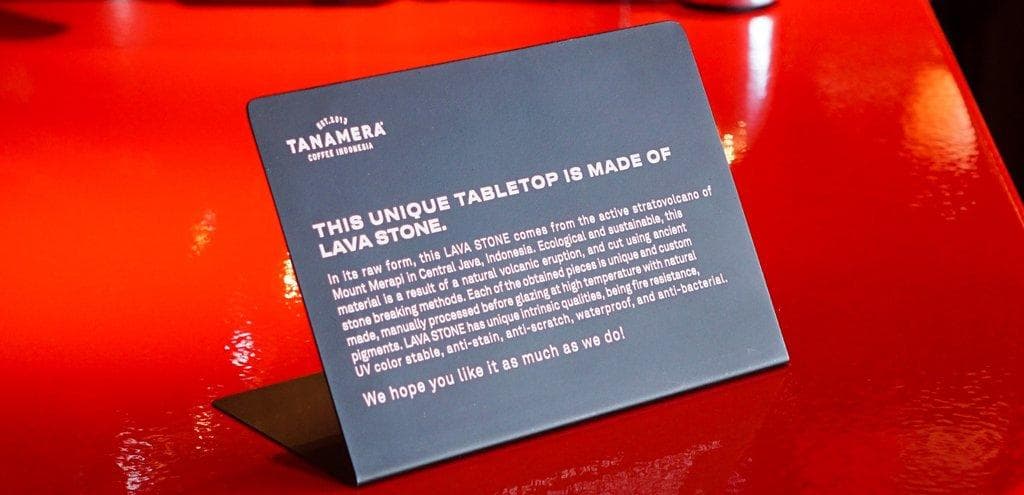 EST.2013
TANAMERA
COFFEE INDONESIA
THIS UNIQUE TABLETOP IS MADE OF
LAVA STONE.
In its raw form, this LAVA STONE comes from the active stratovolcano of
Mount Merapi in Central Java, Indonesia. Ecological and sustainable, this
material is a result of a natural volcanic eruption, and cut using ancient
stone breaking methods. Each of the obtained pieces is unique and custom
made, manually processed before glazing at high temperature with natural
pigments. LAVA STONE has unique intrinsic qualities, being fire resistance,
UV color stable, anti-stain, anti-scratch, waterproof, and anti-bacterial.
We hope you like it as much as we do!